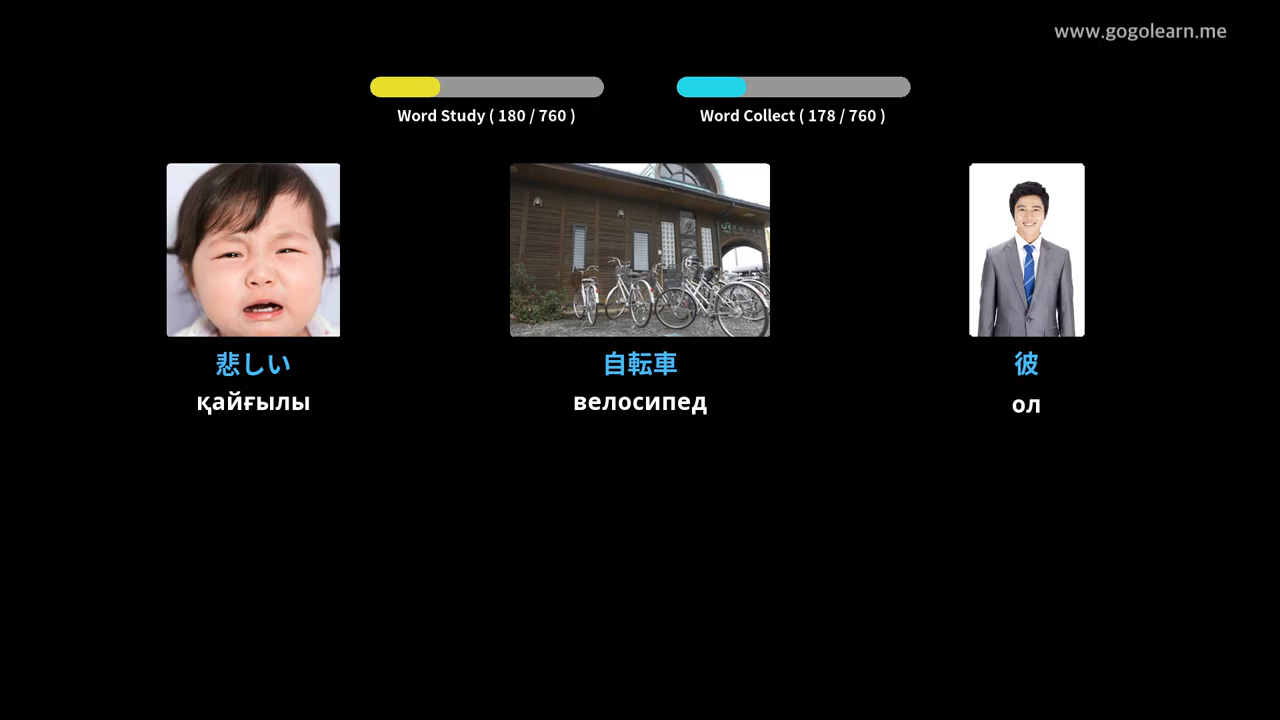 www.gogolearn.me
Word Study ( 180 / 760 )
Word Collect ( 178 / 760 )
悲しい
自転車
彼
қайғылы
велосипед
ол